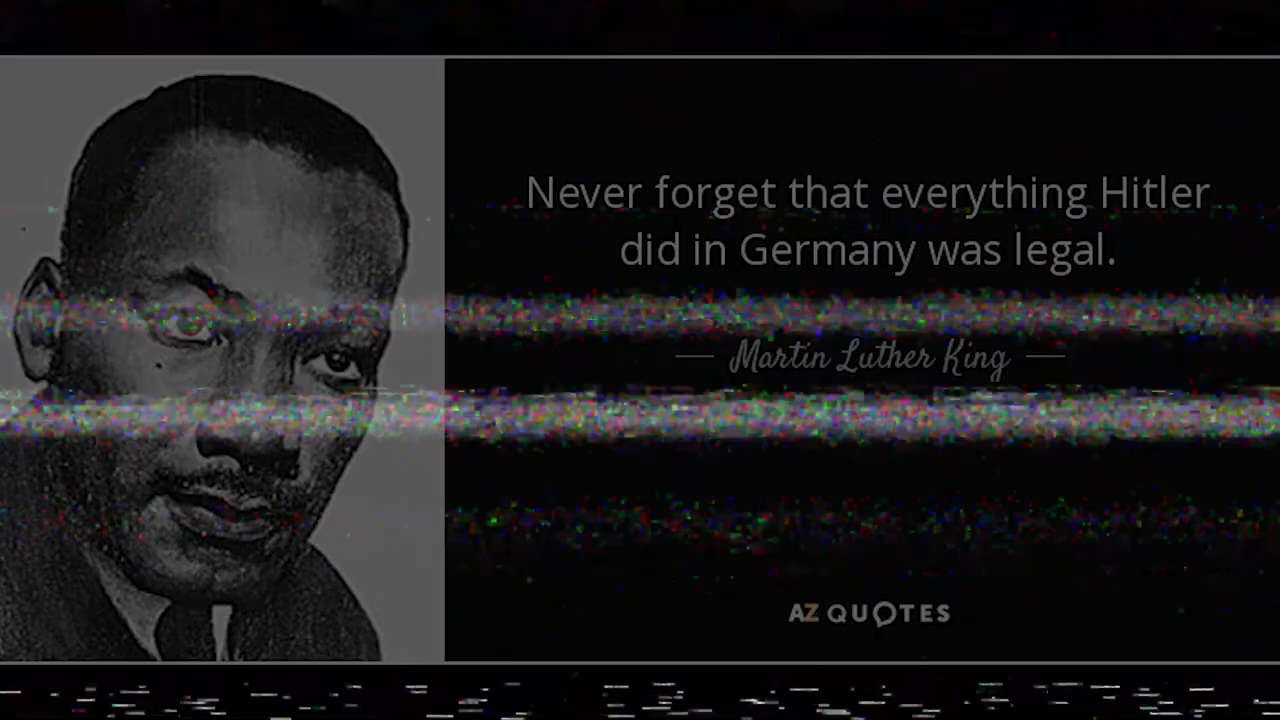 Never forget that everything Hitler
did in Germany was legal.
— Martin Luther King —
AZ QUOTES